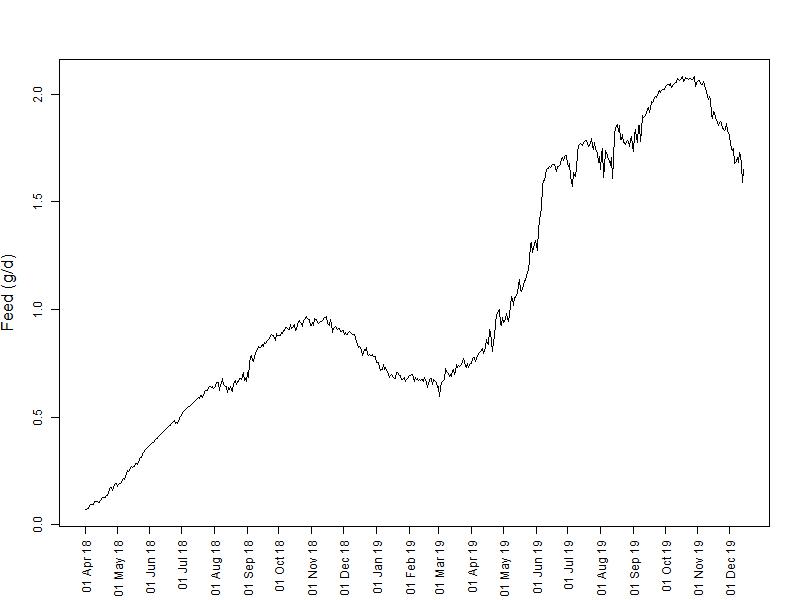 Feed (g/d)
2.0
1.5
1.0
0.5
0.0
01 Apr 18
01 May 18
01 Jun 18
01 Jul 18
01 Aug 18
01 Sep 18
01 Oct 18
01 Nov 18
01 Dec 18
01 Jan 19
01 Feb 19
01 Mar 19
01 Apr 19
01 May 19
01 Jun 19
01 Jul 19
01 Aug 19
01 Sep 19
01 Oct 19
01 Nov 19
01 Dec 19